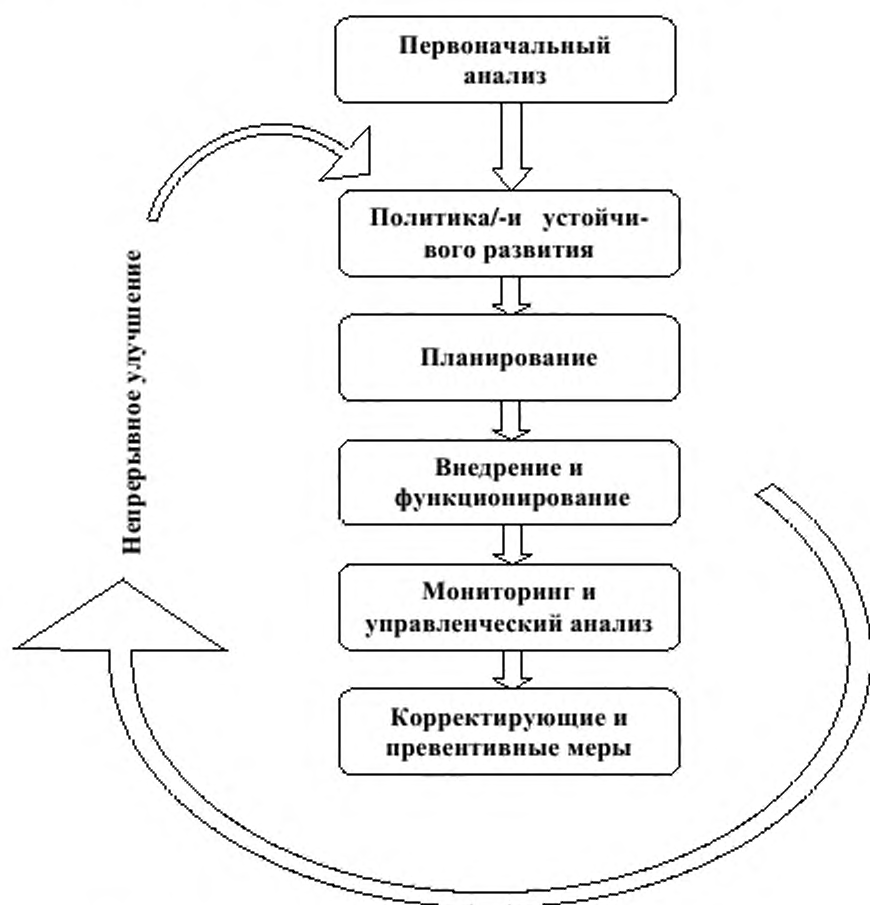 Первоначальный
анализ
Политика/-и устойчи-
вого развития
Планирование
Внедрение и
функционирование
Мониторинг и
управленческий анализ
Корректирующие и
превентивные меры
Непрерывное улучшение